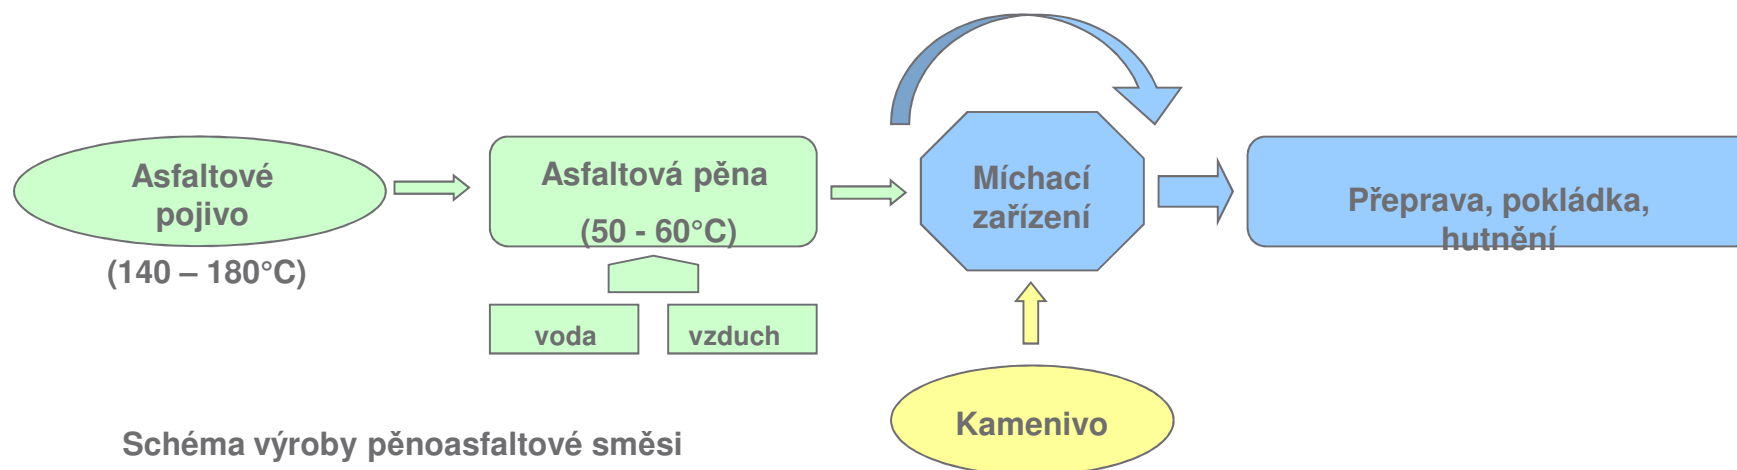 Asfaltové
pojivo
(140 – 180°C)
Asfaltová pěna
(50 - 60°C)
voda
vzduch
Míchací
zařízení
Kamenivo
Přeprava, pokládka,
hutnění
Schéma výroby pěnoasfaltové směsi